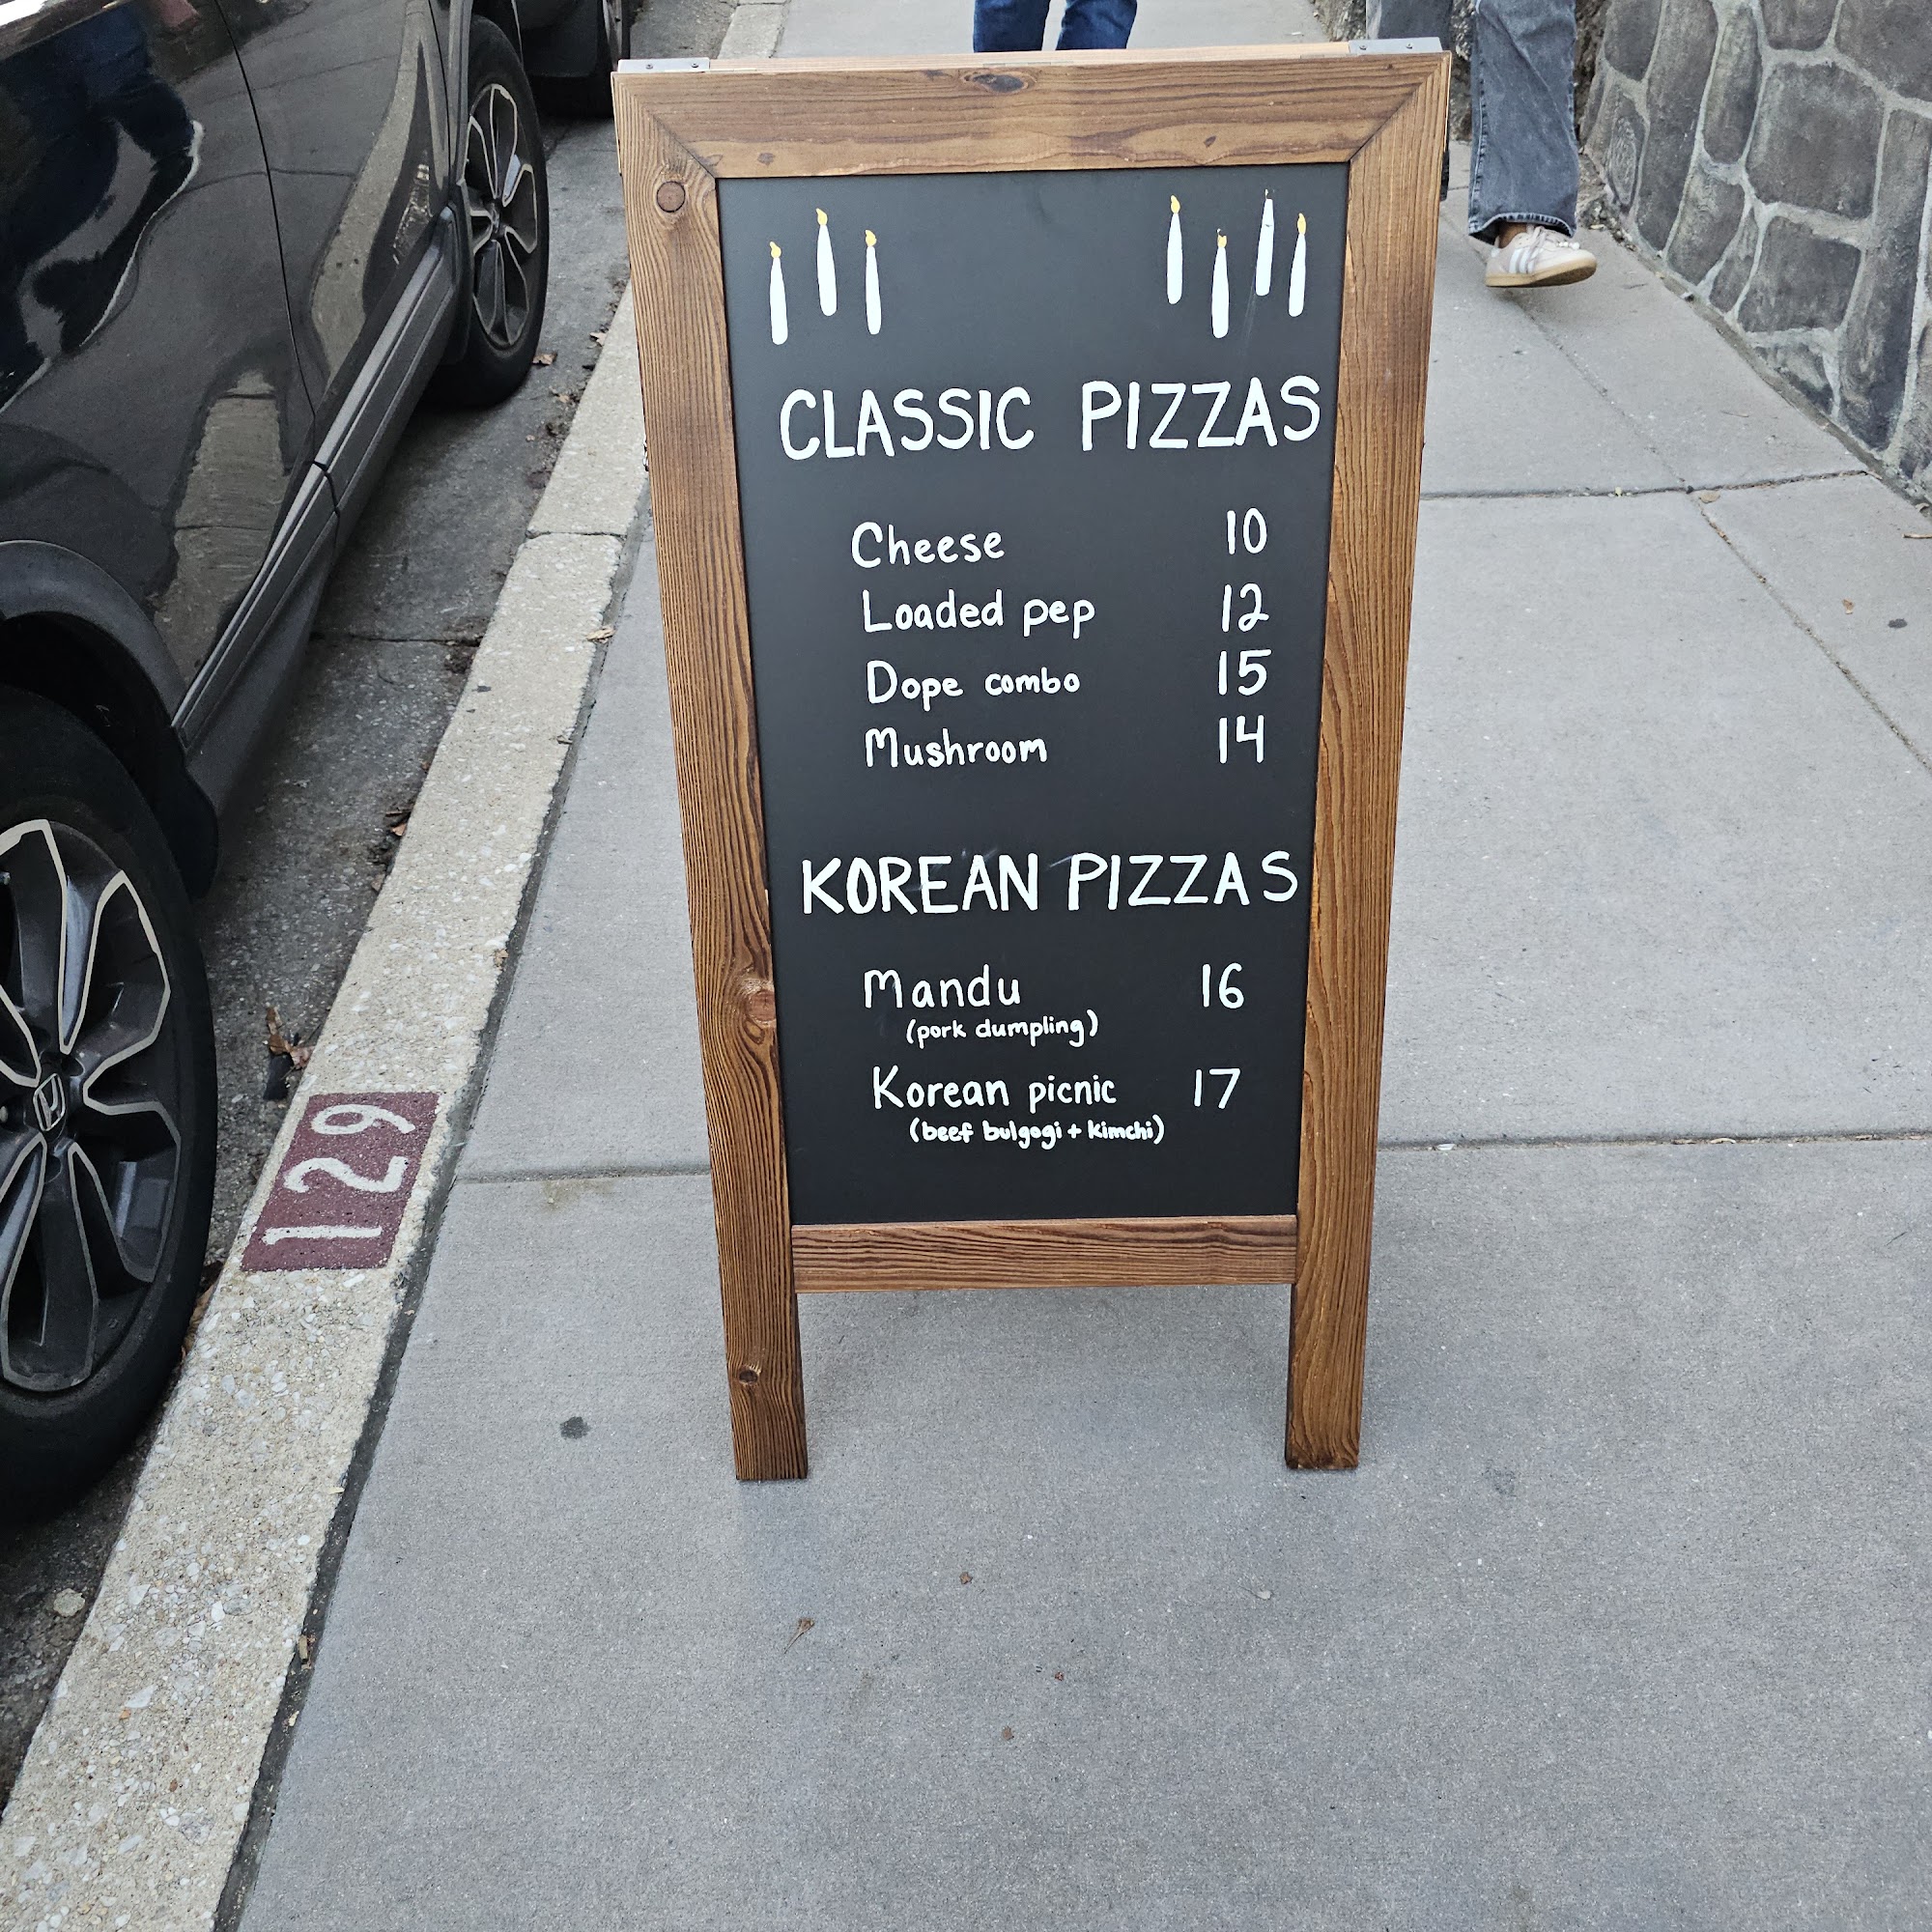 CLASSIC PIZZAS
Cheese 10
Loaded pep 12
Dope combo 15
Mushroom 14
KOREAN PIZZAS
Mandu 16
(pork dumpling)
Korean picnic 17
(beef bulgogi + kimchi)
129